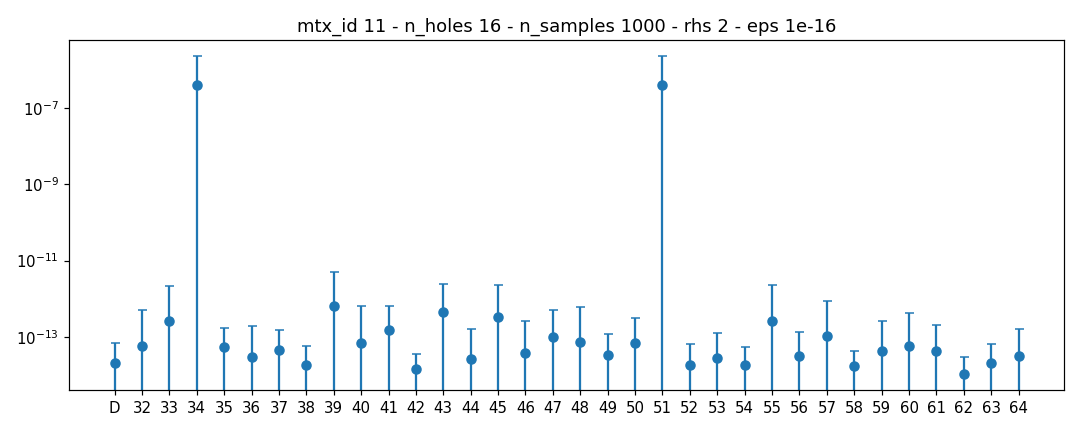 mtx_id 11 - n_holes 16 - n_samples 1000 - rhs 2 - eps 1e-16
10⁻⁷
10⁻⁹
10⁻¹¹
10⁻¹³
D 32 33 34 35 36 37 38 39 40 41 42 43 44 45 46 47 48 49 50 51 52 53 54 55 56 57 58 59 60 61 62 63 64